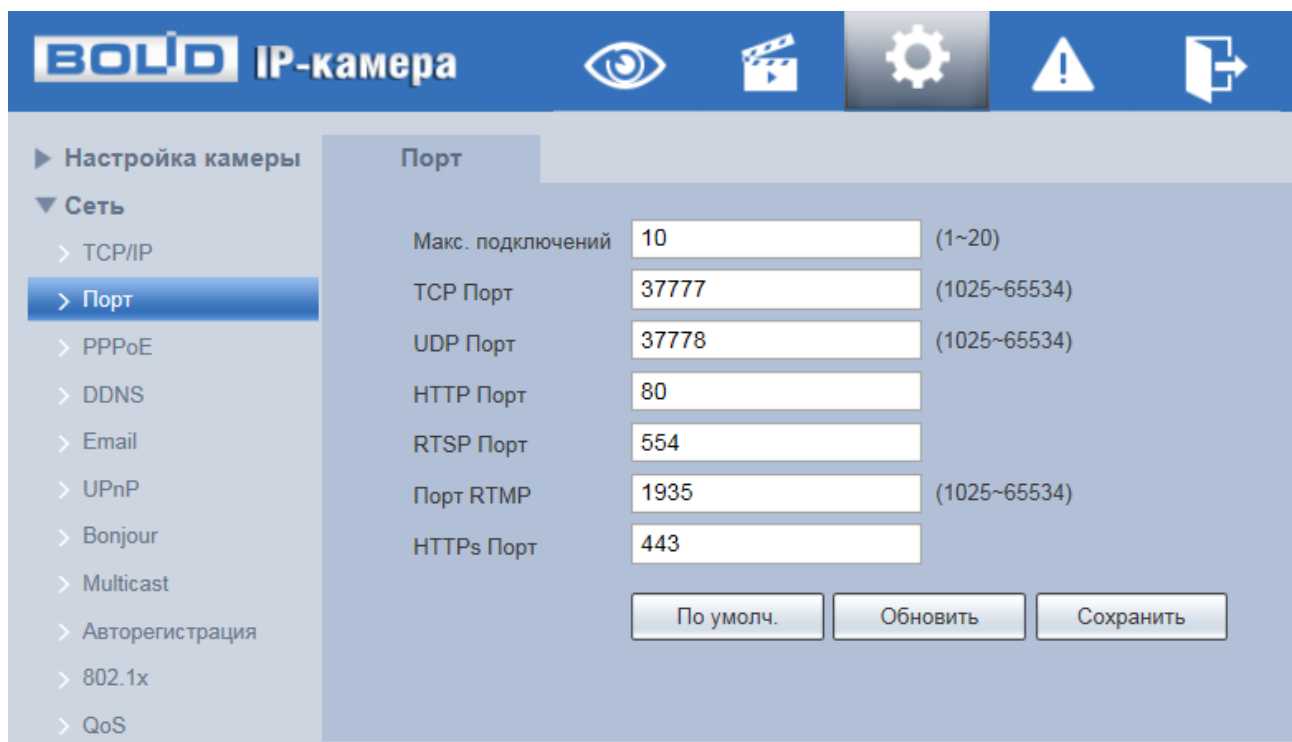 BOLID IP-камера
Настройка камеры
Сеть
TCP/IP
Порт
PPPoE
DDNS
Email
UPnP
Bonjour
Multicast
Авторегистрация
802.1x
QoS
Порт
Макс. подключений 10 (1~20)
TCP Порт 37777 (1025~65534)
UDP Порт 37778 (1025~65534)
HTTP Порт 80
RTSP Порт 554
Порт RTMP 1935 (1025~65534)
HTTPs Порт 443
По умолч. Обновить Сохранить